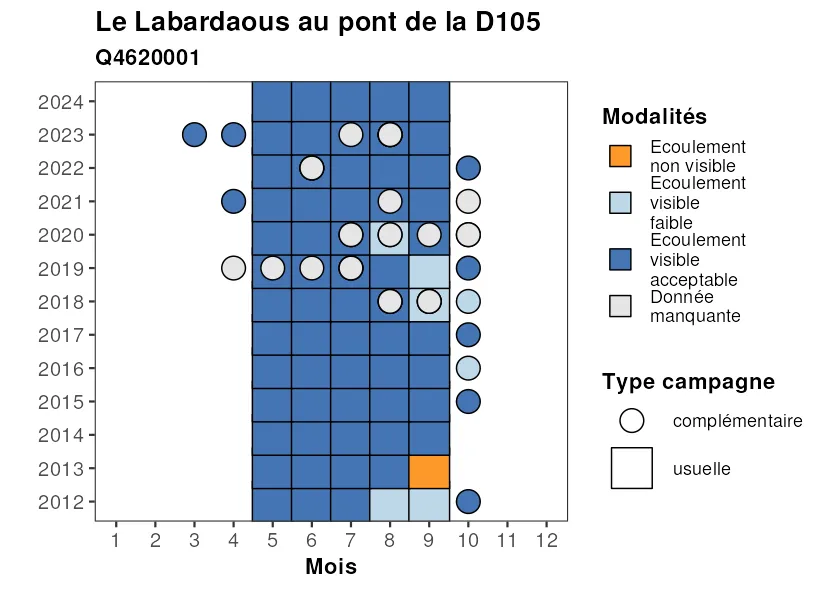 Le Labardaous au pont de la D105
Q4620001
2024
2023
2022
2021
2020
2019
2018
2017
2016
2015
2014
2013
2012
1 2 3 4 5 6 7 8 9 10 11 12
Mois
Modalités
Ecoulement
non visible
Ecoulement
visible
faible
Ecoulement
visible
acceptable
Donnée
manquante
Type campagne
complémentaire
usuelle